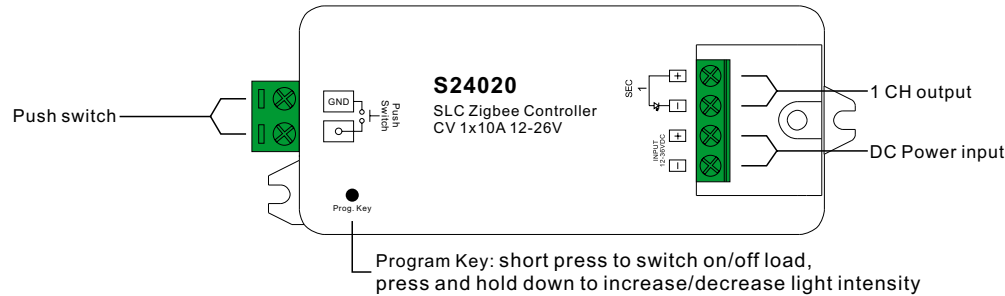 Push switch
GND
Push
Switch
Prog. Key
S24020
SLC Zigbee Controller
CV 1x10A 12-26V
SEC
1
+
−
+
−
INPUT
12-36VDC
1 CH output
DC Power input
Program Key: short press to switch on/off load,
press and hold down to increase/decrease light intensity